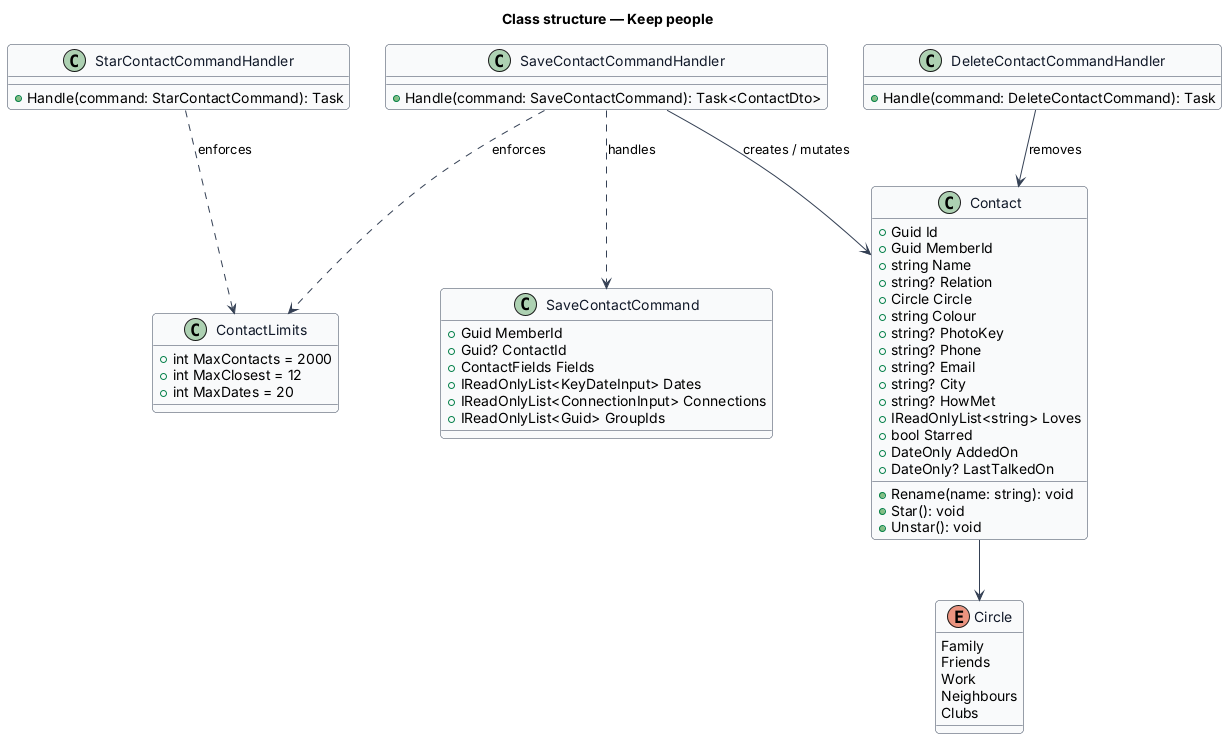 Class structure — Keep people
C StarContactCommandHandler
Handle(command: StarContactCommand): Task
C SaveContactCommandHandler
Handle(command: SaveContactCommand): Task<ContactDto>
C DeleteContactCommandHandler
Handle(command: DeleteContactCommand): Task
enforces
enforces
handles
creates / mutates
removes
C ContactLimits
int MaxContacts = 2000
int MaxClosest = 12
int MaxDates = 20
C SaveContactCommand
Guid MemberId
Guid? ContactId
ContactFields Fields
IReadOnlyList<KeyDateInput> Dates
IReadOnlyList<ConnectionInput> Connections
IReadOnlyList<Guid> GroupIds
C Contact
Guid Id
Guid MemberId
string Name
string? Relation
Circle Circle
string Colour
string? PhotoKey
string? Phone
string? Email
string? City
string? HowMet
IReadOnlyList<string> Loves
bool Starred
DateOnly AddedOn
DateOnly? LastTalkedOn
Rename(name: string): void
Star(): void
Unstar(): void
E Circle
Family
Friends
Work
Neighbours
Clubs